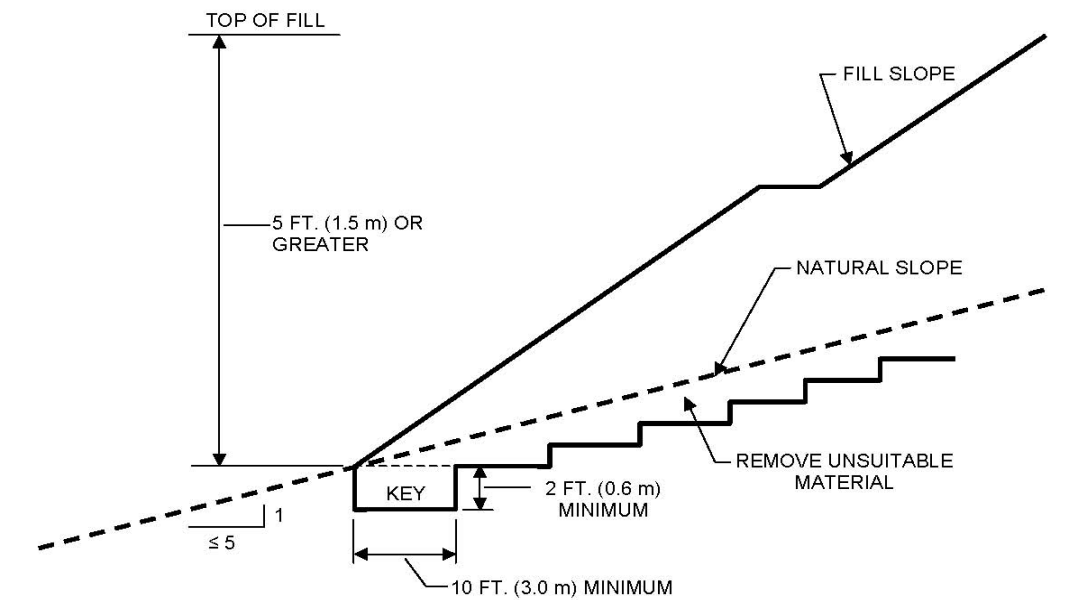 TOP OF FILL
FILL SLOPE
5 FT. (1.5 m) OR
GREATER
NATURAL SLOPE
REMOVE UNSUITABLE
MATERIAL
KEY
2 FT. (0.6 m)
MINIMUM
1
≤ 5
10 FT. (3.0 m) MINIMUM